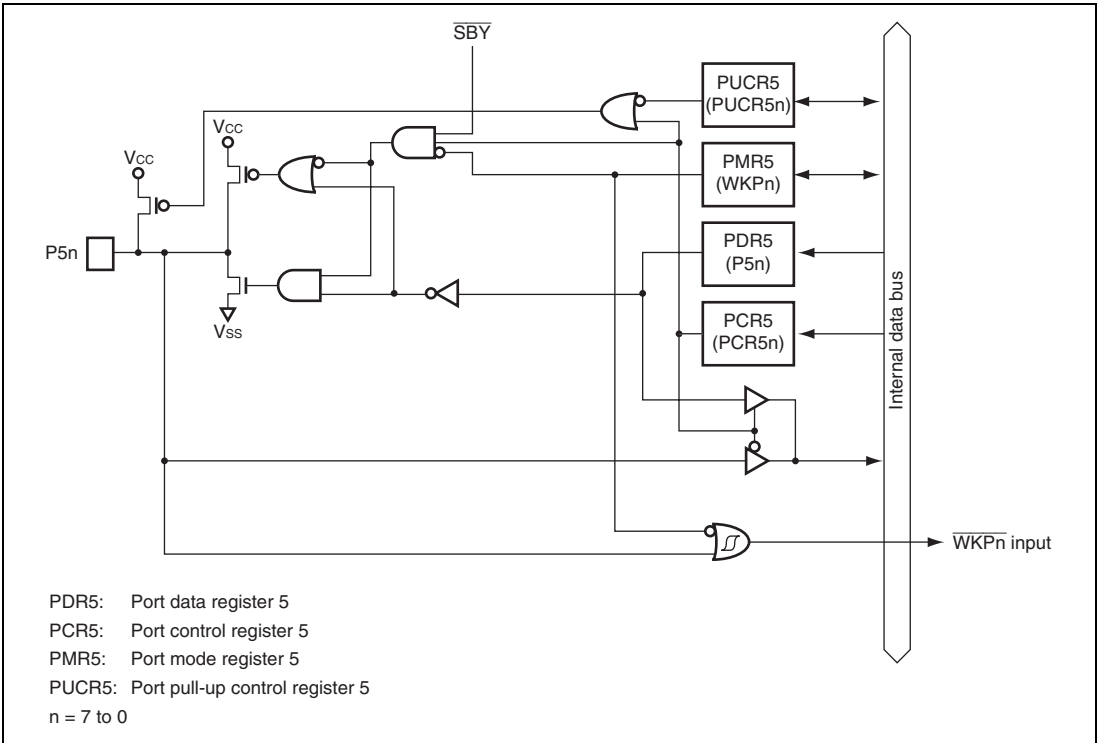 SBY
PUCR5
(PUCR5n)
VCC
VCC
PMR5
(WKPn)
P5n
PDR5
(P5n)
VSS
PCR5
(PCR5n)
Internal data bus
WKPn input
PDR5: Port data register 5
PCR5: Port control register 5
PMR5: Port mode register 5
PUCR5: Port pull-up control register 5
n = 7 to 0